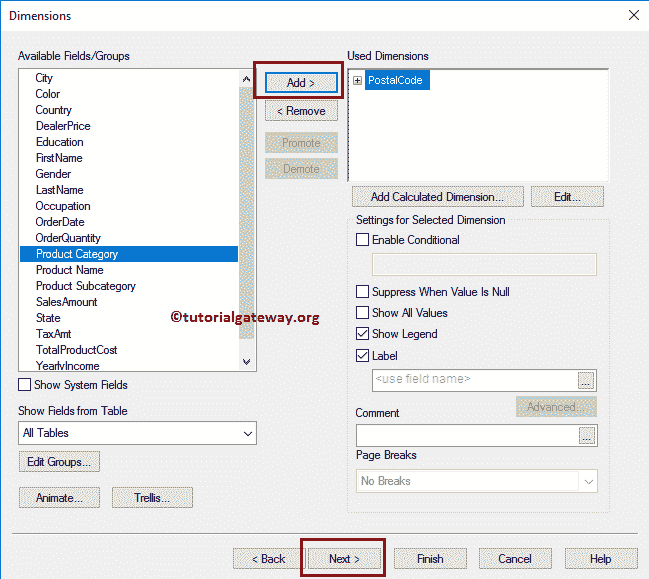 Dimensions
Available Fields/Groups
City
Color
Country
DealerPrice
Education
FirstName
Gender
LastName
Occupation
OrderDate
OrderQuantity
Product Category
Product Name
Product Subcategory
SalesAmount
State
TaxAmt
TotalProductCost
YearlyIncome
©tutorialgateway.org
Show System Fields
Show Fields from Table
All Tables
Edit Groups...
Animate...
Trellis...
Add >
< Remove
Promote
Demote
Used Dimensions
PostalCode
Add Calculated Dimension...
Edit...
Settings for Selected Dimension
Enable Conditional
Suppress When Value Is Null
Show All Values
Show Legend
Label
<use field name>
...
Advanced...
Comment
...
Page Breaks
No Breaks
< Back
Next >
Finish
Cancel
Help